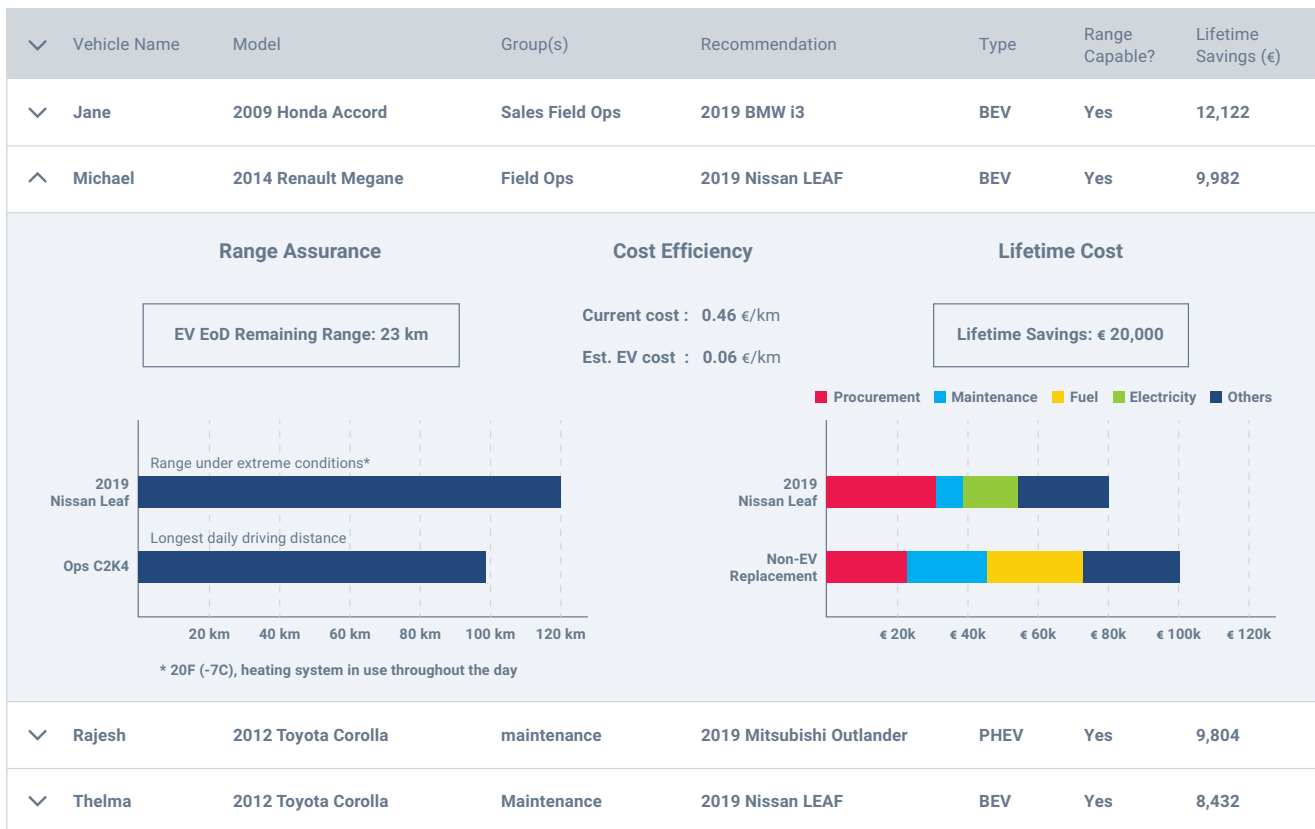 Vehicle Name Model Group(s) Recommendation Type Range Capable? Lifetime Savings (€)
Jane 2009 Honda Accord Sales Field Ops 2019 BMW i3 BEV Yes 12,122
Michael 2014 Renault Megane Field Ops 2019 Nissan LEAF BEV Yes 9,982
Range Assurance
EV EoD Remaining Range: 23 km
Range under extreme conditions*
2019
Nissan Leaf
Longest daily driving distance
Ops C2K4
20 km 40 km 60 km 80 km 100 km 120 km
* 20F (-7C), heating system in use throughout the day
Cost Efficiency
Current cost : 0.46 €/km
Est. EV cost : 0.06 €/km
Lifetime Cost
Lifetime Savings: € 20,000
Procurement Maintenance Fuel Electricity Others
2019
Nissan Leaf
Non-EV
Replacement
€ 20k € 40k € 60k € 80k € 100k € 120k
Rajesh 2012 Toyota Corolla maintenance 2019 Mitsubishi Outlander PHEV Yes 9,804
Thelma 2012 Toyota Corolla Maintenance 2019 Nissan LEAF BEV Yes 8,432